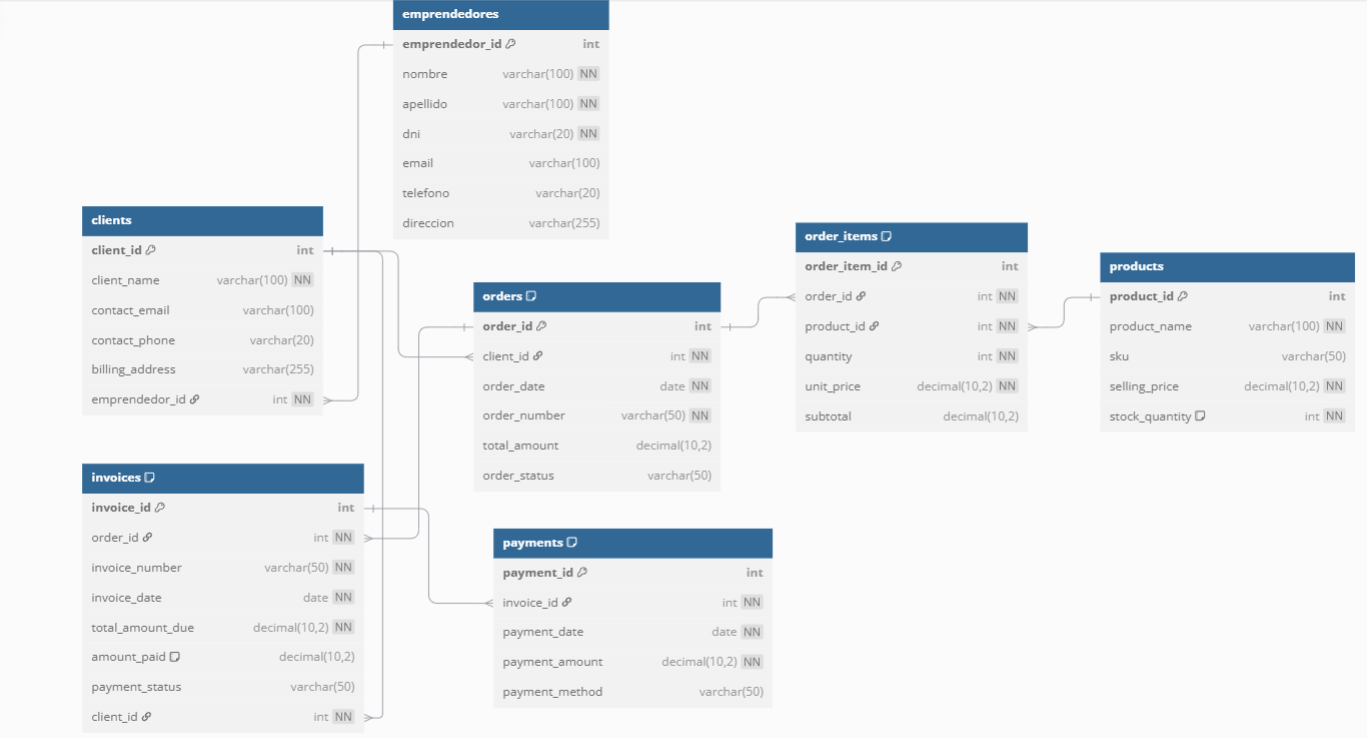 emprendedores
emprendedor_id int
nombre varchar(100) NN
apellido varchar(100) NN
dni varchar(20) NN
email varchar(100)
telefono varchar(20)
direccion varchar(255)
clients
client_id int
client_name varchar(100) NN
contact_email varchar(100)
contact_phone varchar(20)
billing_address varchar(255)
emprendedor_id int NN
orders
order_id int
client_id int NN
order_date date NN
order_number varchar(50) NN
total_amount decimal(10,2)
order_status varchar(50)
order_items
order_item_id int
order_id int NN
product_id int NN
quantity int NN
unit_price decimal(10,2) NN
subtotal decimal(10,2)
products
product_id int
product_name varchar(100) NN
sku varchar(50)
selling_price decimal(10,2) NN
stock_quantity int NN
invoices
invoice_id int
order_id int NN
invoice_number varchar(50) NN
invoice_date date NN
total_amount_due decimal(10,2) NN
amount_paid decimal(10,2)
payment_status varchar(50)
client_id int NN
payments
payment_id int
invoice_id int NN
payment_date date NN
payment_amount decimal(10,2) NN
payment_method varchar(50)